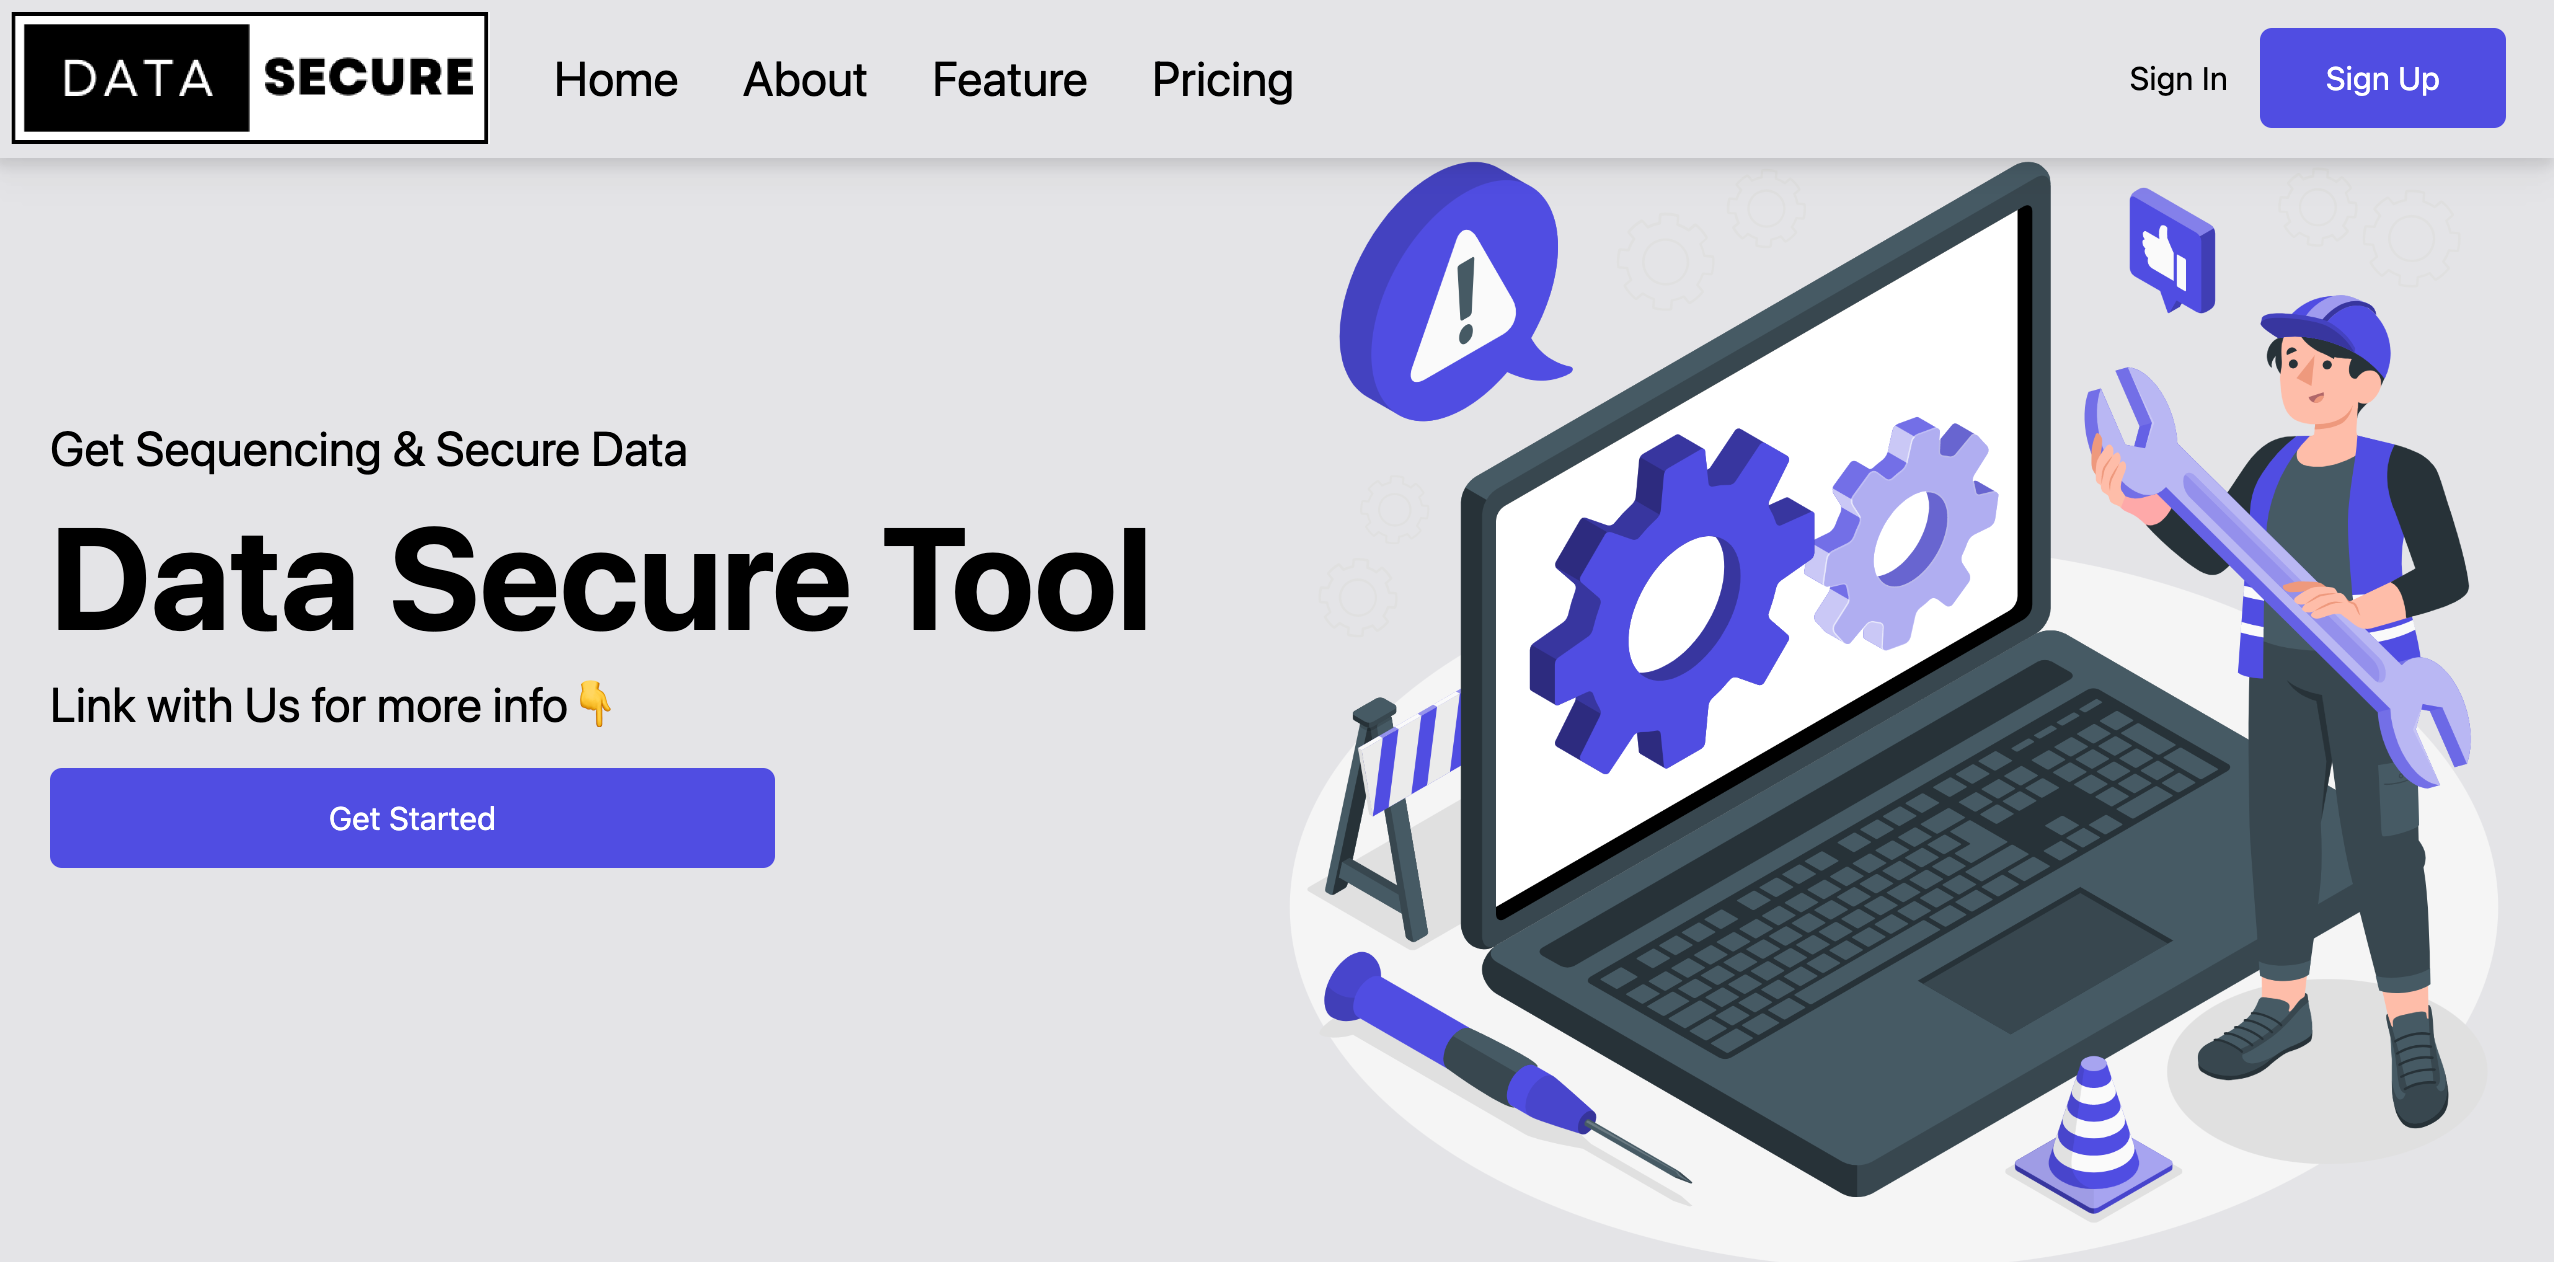 DATA SECURE Home About Feature Pricing Sign In Sign Up
Get Sequencing & Secure Data
Data Secure Tool
Link with Us for more info👇
Get Started